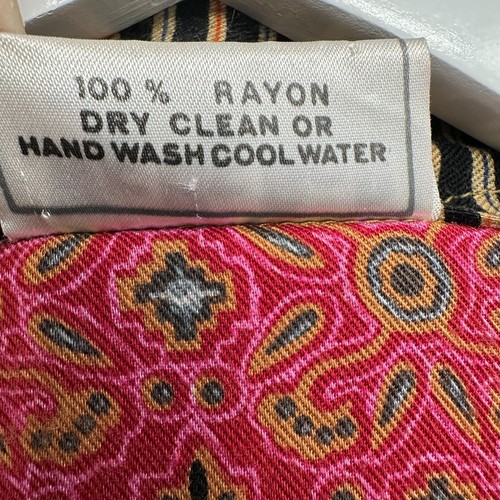 100 % RAYON
DRY CLEAN OR
HAND WASH COOL WATER